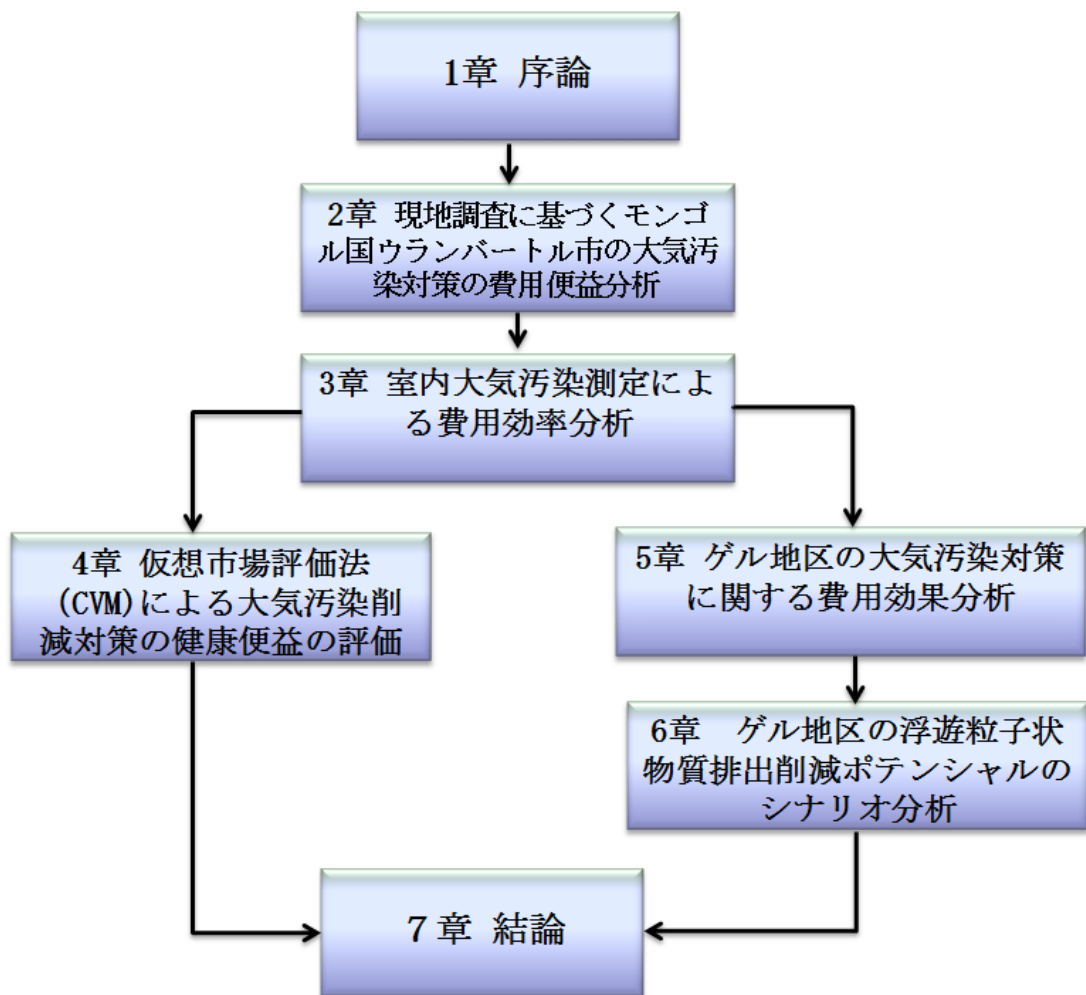 1章 序論
2章 現地調査に基づくモンゴ
ル国ウランバートル市の大気汚
染対策の費用便益分析
3章 室内大気汚染測定によ
る費用効率分析
4章 仮想市場評価法
(CVM)による大気汚染削
減対策の健康便益の評価
5章 ゲル地区の大気汚染対策
に関する費用効果分析
6章　ゲル地区の浮遊粒子状
物質排出削減ポテンシャルの
シナリオ分析
７章 結論